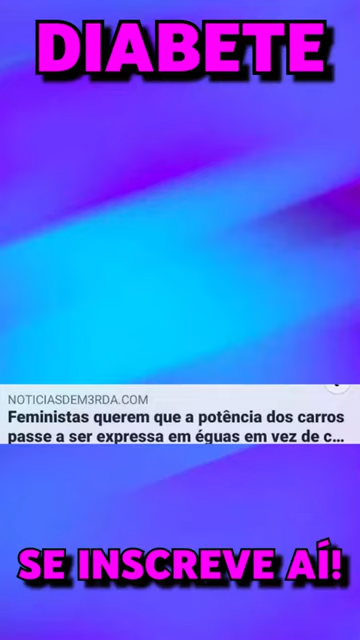 DIABETE
NOTICIASDEM3RDA.COM
Feministas querem que a potência dos carros
passe a ser expressa em éguas em vez de c...
SE INSCREVE AÍ!